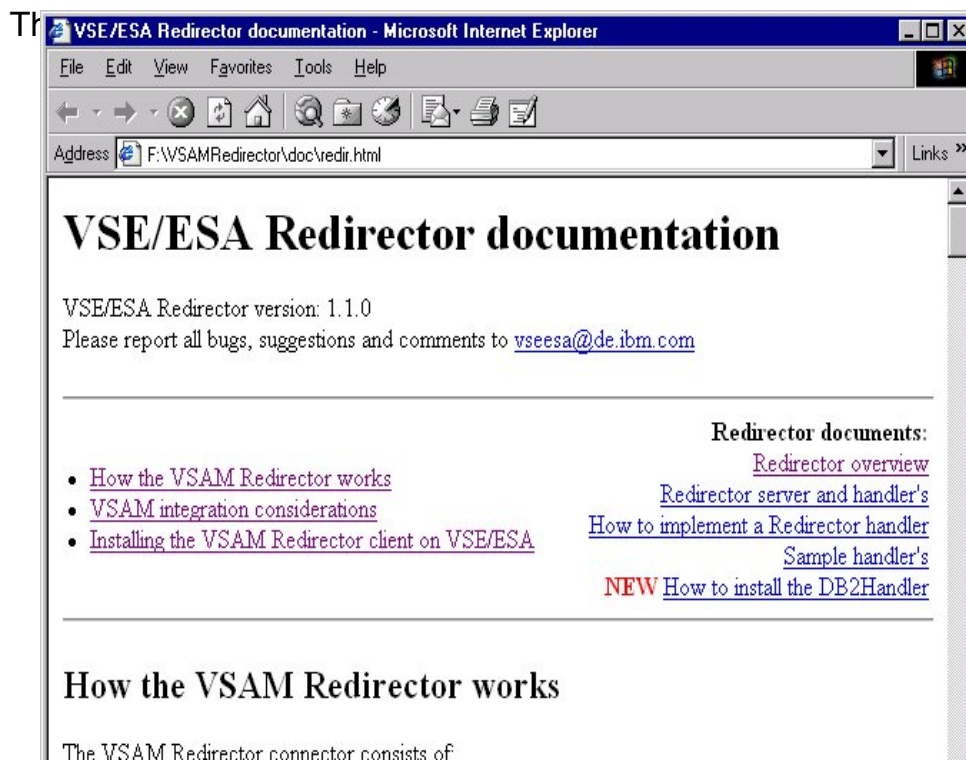 VSE/ESA Redirector documentation - Microsoft Internet Explorer
File Edit View Favorites Tools Help
Address F:\VSAMRedirector\doc\redir.html Links »
VSE/ESA Redirector documentation
VSE/ESA Redirector version: 1.1.0
Please report all bugs, suggestions and comments to vseesa@de.ibm.com
• How the VSAM Redirector works
• VSAM integration considerations
• Installing the VSAM Redirector client on VSE/ESA
Redirector documents:
Redirector overview
Redirector server and handler's
How to implement a Redirector handler
Sample handler's
NEW How to install the DB2Handler
How the VSAM Redirector works
The VSAM Redirector connector consists of